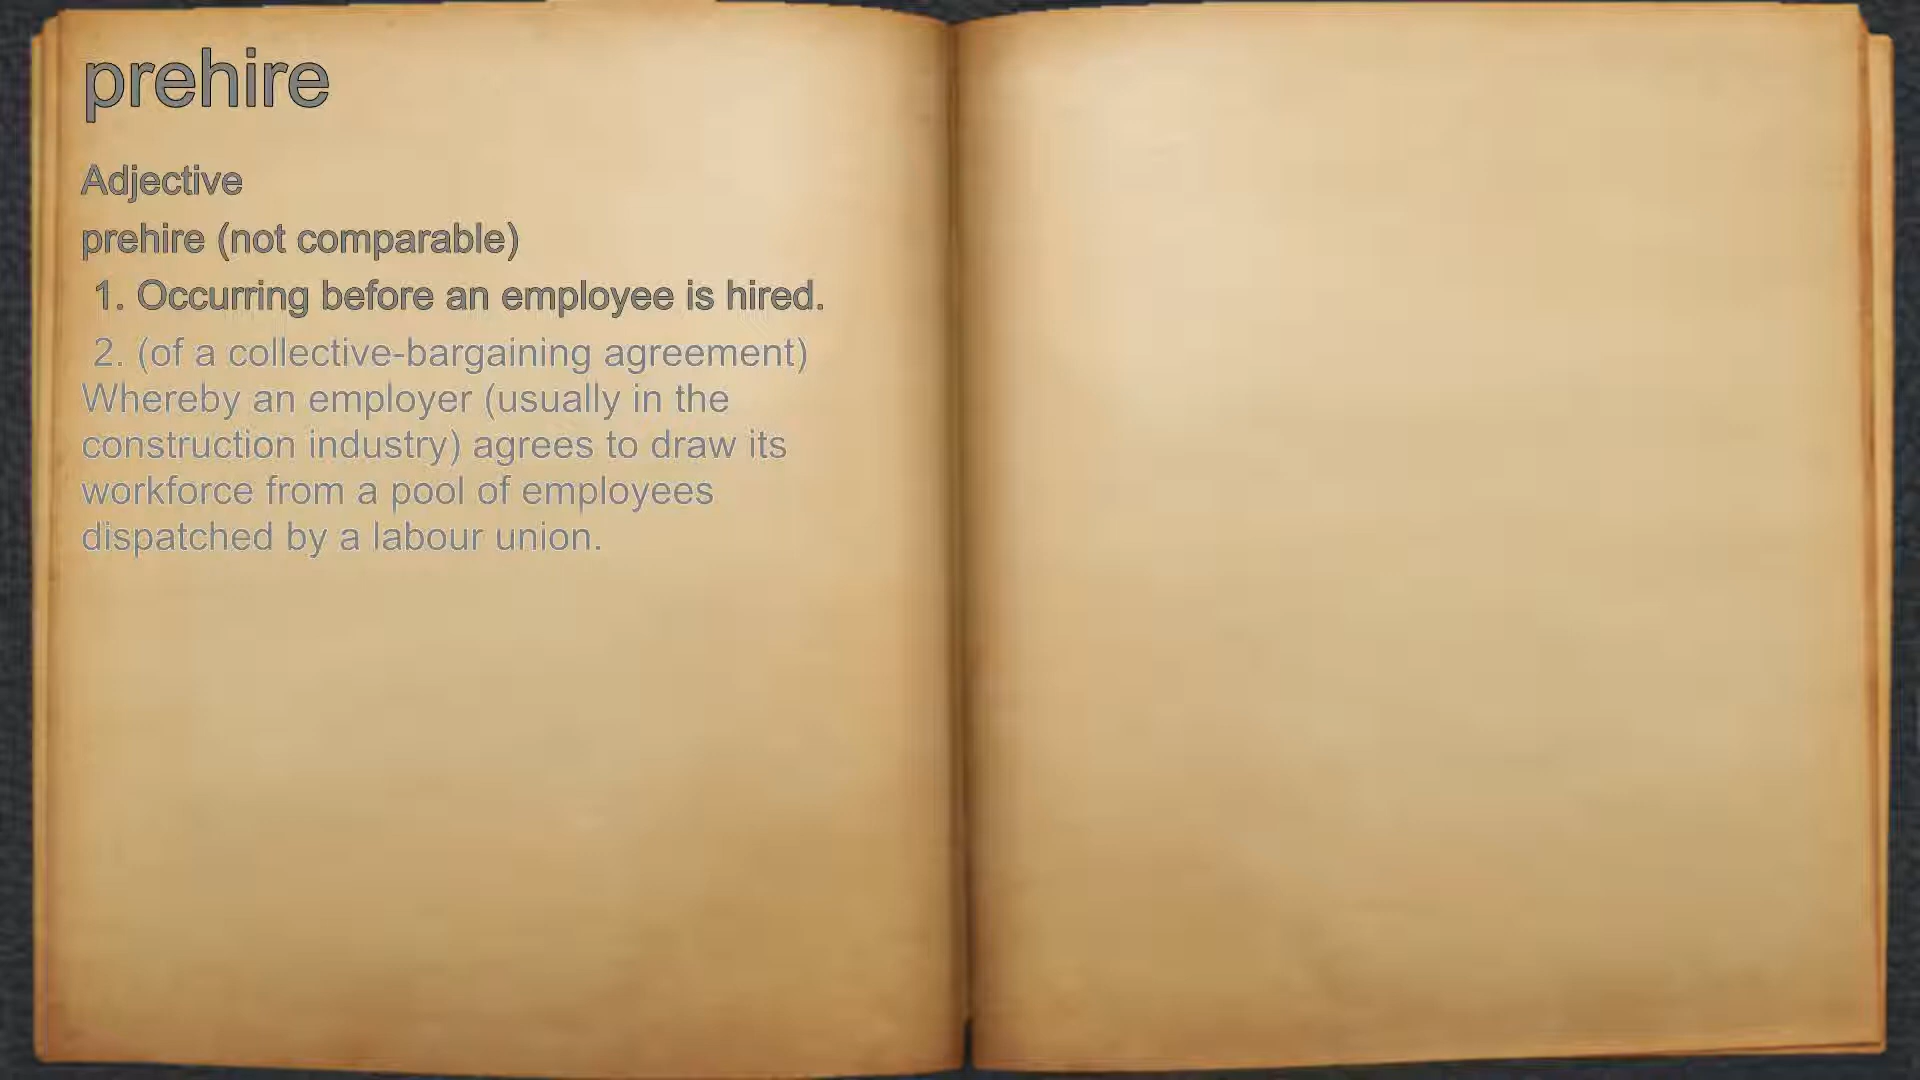 prehire
Adjective
prehire (not comparable)
1. Occurring before an employee is hired.
2. (of a collective-bargaining agreement)
Whereby an employer (usually in the
construction industry) agrees to draw its
workforce from a pool of employees
dispatched by a labour union.